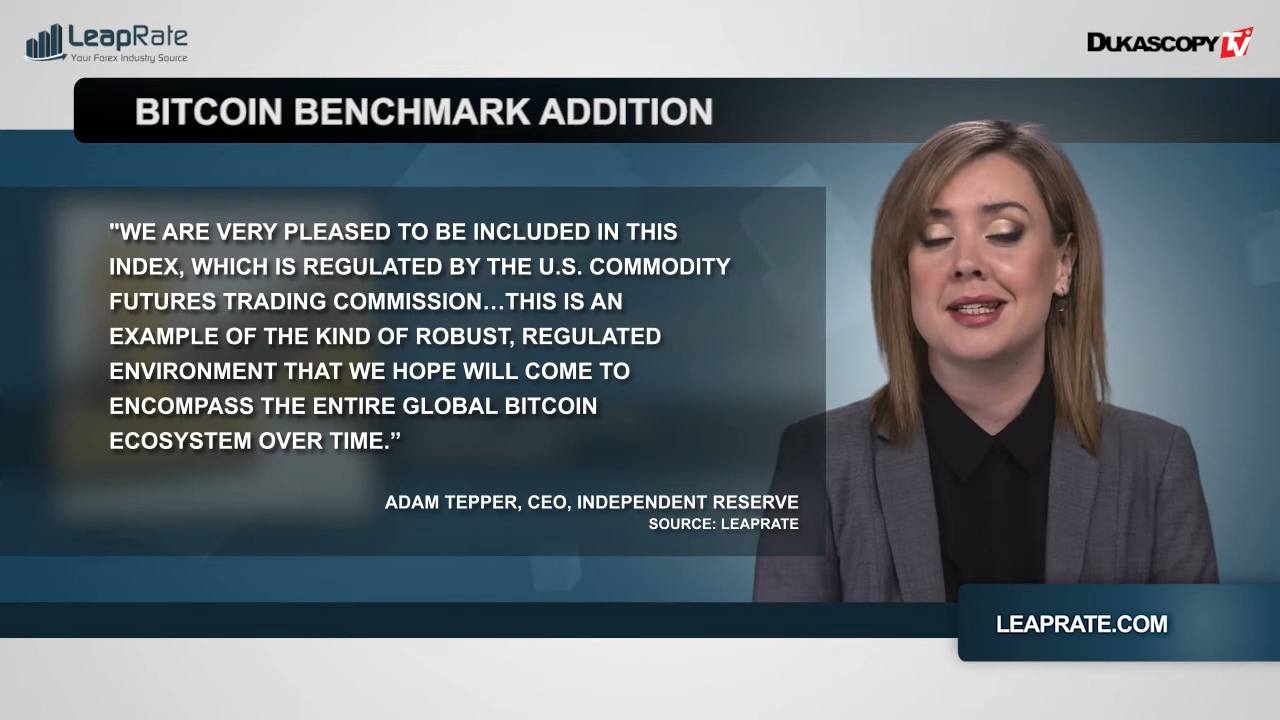 LeapRate
Your Forex Industry Source
DUKASCOPY TV
BITCOIN BENCHMARK ADDITION
"WE ARE VERY PLEASED TO BE INCLUDED IN THIS
INDEX, WHICH IS REGULATED BY THE U.S. COMMODITY
FUTURES TRADING COMMISSION…THIS IS AN
EXAMPLE OF THE KIND OF ROBUST, REGULATED
ENVIRONMENT THAT WE HOPE WILL COME TO
ENCOMPASS THE ENTIRE GLOBAL BITCOIN
ECOSYSTEM OVER TIME.”
ADAM TEPPER, CEO, INDEPENDENT RESERVE
SOURCE: LEAPRATE
LEAPRATE.COM